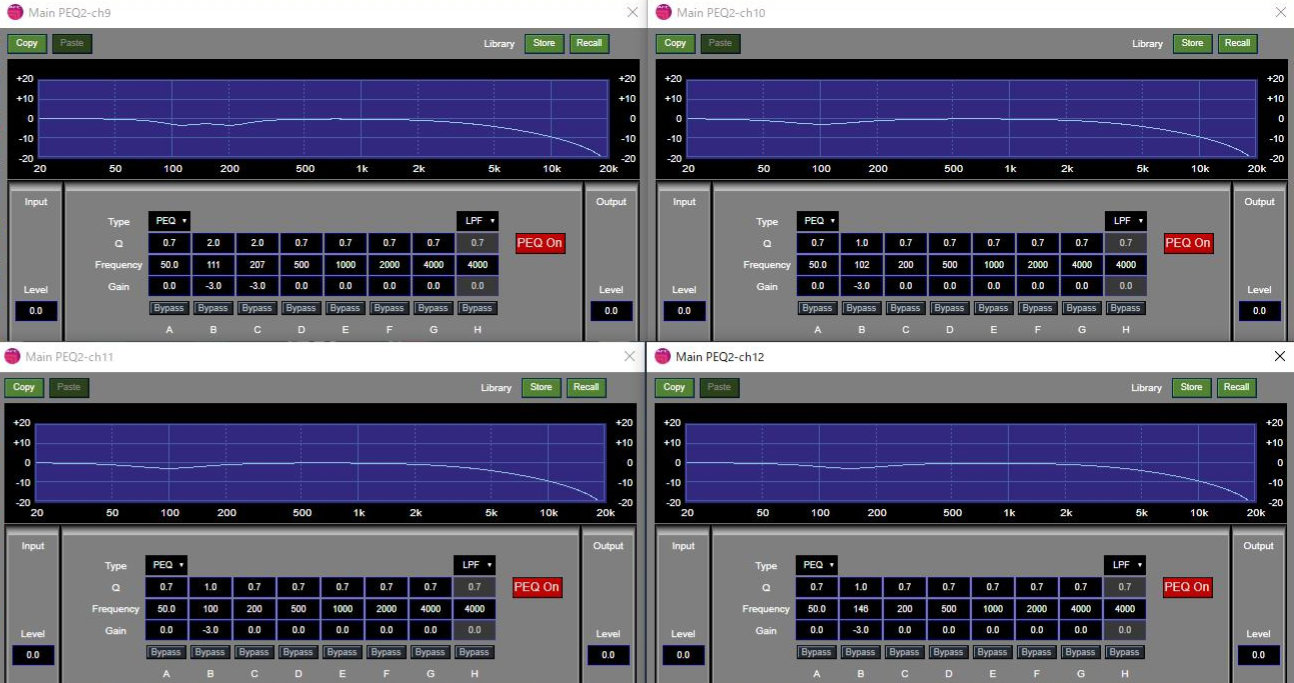 Main PEQ2-ch9
Copy Paste Library Store Recall
+20 +20
+10 +10
0 0
-10 -10
-20 -20
20 50 100 200 500 1k 2k 5k 10k 20k
Input Output
Type PEQ LPF
Q 0.7 2.0 2.0 0.7 0.7 0.7 0.7 0.7 PEQ On
Frequency 50.0 111 207 500 1000 2000 4000 4000
Level Gain 0.0 -3.0 -3.0 0.0 0.0 0.0 0.0 0.0 Level
0.0 Bypass Bypass Bypass Bypass Bypass Bypass Bypass Bypass 0.0
A B C D E F G H
Main PEQ2-ch10
Copy Paste Library Store Recall
+20 +20
+10 +10
0 0
-10 -10
-20 -20
20 50 100 200 500 1k 2k 5k 10k 20k
Input Output
Type PEQ LPF
Q 0.7 1.0 0.7 0.7 0.7 0.7 0.7 0.7 PEQ On
Frequency 50.0 102 200 500 1000 2000 4000 4000
Level Gain 0.0 -3.0 0.0 0.0 0.0 0.0 0.0 0.0 Level
0.0 Bypass Bypass Bypass Bypass Bypass Bypass Bypass Bypass 0.0
A B C D E F G H
Main PEQ2-ch11
Copy Paste Library Store Recall
+20 +20
+10 +10
0 0
-10 -10
-20 -20
20 50 100 200 500 1k 2k 5k 10k 20k
Input Output
Type PEQ LPF
Q 0.7 1.0 0.7 0.7 0.7 0.7 0.7 0.7 PEQ On
Frequency 50.0 100 200 500 1000 2000 4000 4000
Level Gain 0.0 -3.0 0.0 0.0 0.0 0.0 0.0 0.0 Level
0.0 Bypass Bypass Bypass Bypass Bypass Bypass Bypass Bypass 0.0
A B C D E F G H
Main PEQ2-ch12
Copy Paste Library Store Recall
+20 +20
+10 +10
0 0
-10 -10
-20 -20
20 50 100 200 500 1k 2k 5k 10k 20k
Input Output
Type PEQ LPF
Q 0.7 1.0 0.7 0.7 0.7 0.7 0.7 0.7 PEQ On
Frequency 50.0 146 200 500 1000 2000 4000 4000
Level Gain 0.0 -3.0 0.0 0.0 0.0 0.0 0.0 0.0 Level
0.0 Bypass Bypass Bypass Bypass Bypass Bypass Bypass Bypass 0.0
A B C D E F G H